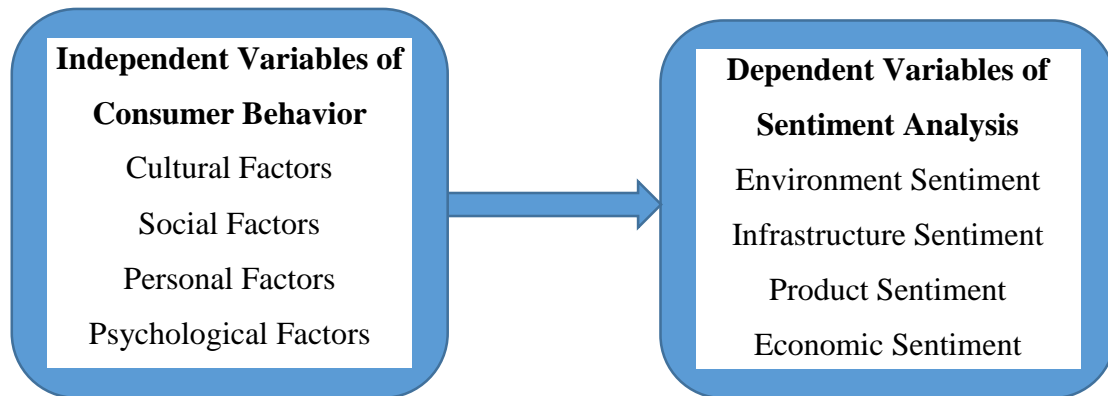 Independent Variables of
Consumer Behavior
Cultural Factors
Social Factors
Personal Factors
Psychological Factors
Dependent Variables of
Sentiment Analysis
Environment Sentiment
Infrastructure Sentiment
Product Sentiment
Economic Sentiment